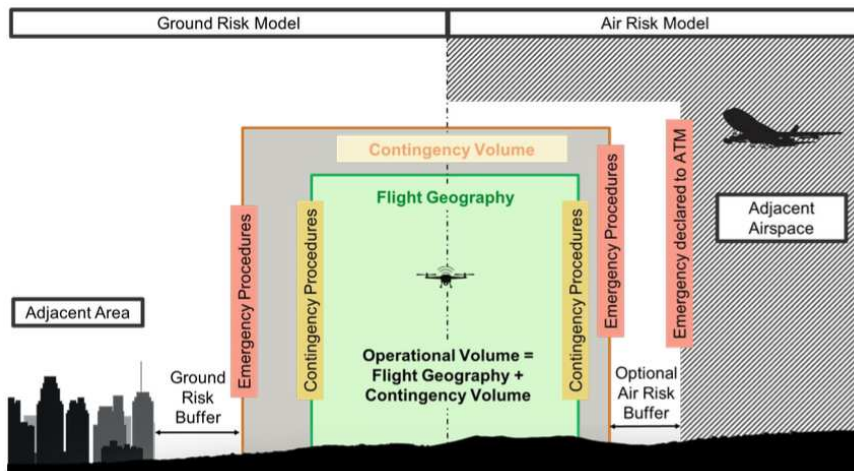 Ground Risk Model
Air Risk Model
Contingency Volume
Flight Geography
Emergency Procedures
Contingency Procedures
Contingency Procedures
Emergency Procedures
Emergency declared to ATM
Adjacent
Airspace
Adjacent Area
Operational Volume =
Flight Geography +
Contingency Volume
Ground
Risk
Buffer
Optional
Air Risk
Buffer